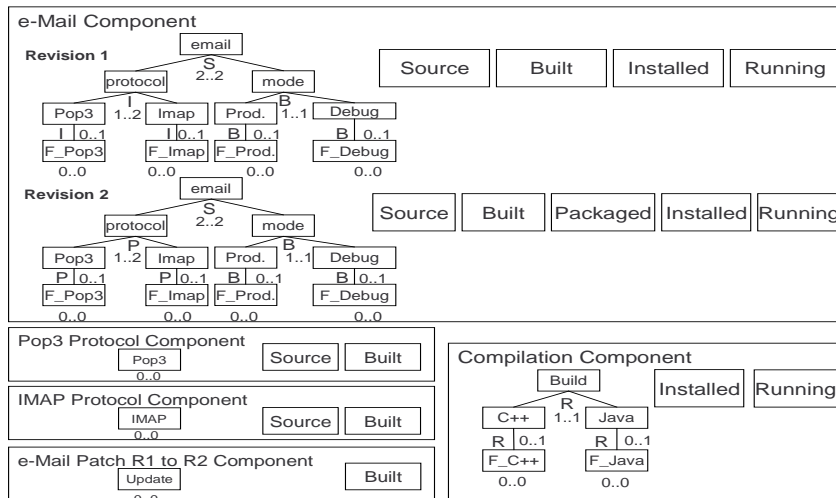 e-Mail Component
Revision 1
email
S
2..2
protocol mode
I B
Pop3 1..2 Imap Prod. 1..1 Debug
I 0..1 I 0..1 B 0..1 B 0..1
F_Pop3 F_Imap F_Prod. F_Debug
0..0 0..0 0..0 0..0
Source Built Installed Running
Revision 2
email
S
2..2
protocol mode
P B
Pop3 1..2 Imap Prod. 1..1 Debug
P 0..1 P 0..1 B 0..1 B 0..1
F_Pop3 F_Imap F_Prod. F_Debug
0..0 0..0 0..0 0..0
Source Built Packaged Installed Running
Pop3 Protocol Component
Pop3
0..0
Source Built
IMAP Protocol Component
IMAP
0..0
Source Built
e-Mail Patch R1 to R2 Component
Update
0..0
Built
Compilation Component
Build
R
C++ 1..1 Java
R 0..1 R 0..1
F_C++ F_Java
0..0 0..0
Installed Running